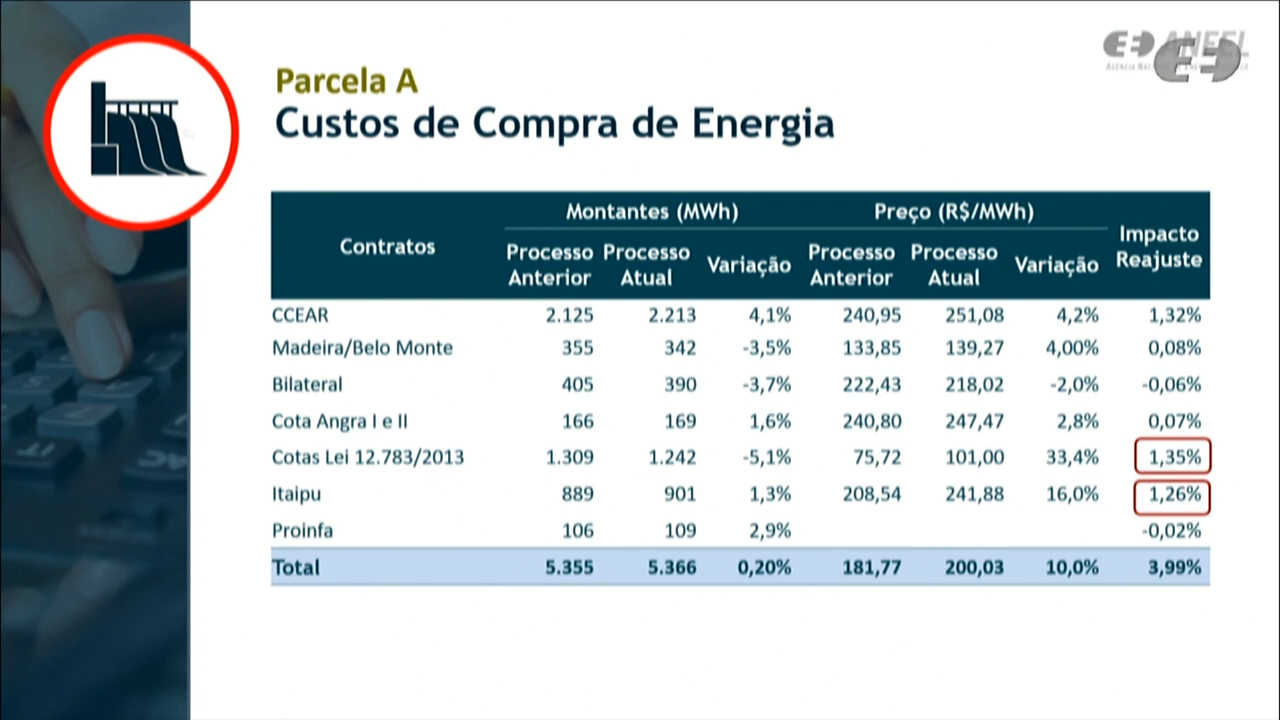 ANEEL
Parcela A
Custos de Compra de Energia
Contratos Montantes (MWh) Preço (R$/MWh) Impacto Reajuste
Processo Anterior Processo Atual Variação Processo Anterior Processo Atual Variação
CCEAR 2.125 2.213 4,1% 240,95 251,08 4,2% 1,32%
Madeira/Belo Monte 355 342 -3,5% 133,85 139,27 4,00% 0,08%
Bilateral 405 390 -3,7% 222,43 218,02 -2,0% -0,06%
Cota Angra I e II 166 169 1,6% 240,80 247,47 2,8% 0,07%
Cotas Lei 12.783/2013 1.309 1.242 -5,1% 75,72 101,00 33,4% 1,35%
Itaipu 889 901 1,3% 208,54 241,88 16,0% 1,26%
Proinfa 106 109 2,9% -0,02%
Total 5.355 5.366 0,20% 181,77 200,03 10,0% 3,99%